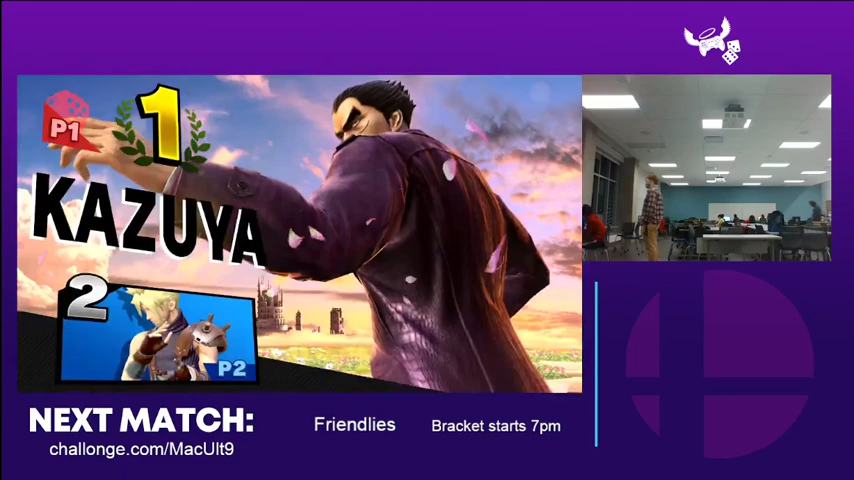 P1
1
KAZUYA
2
P2
NEXT MATCH:
challonge.com/MacUlt9
Friendlies
Bracket starts 7pm